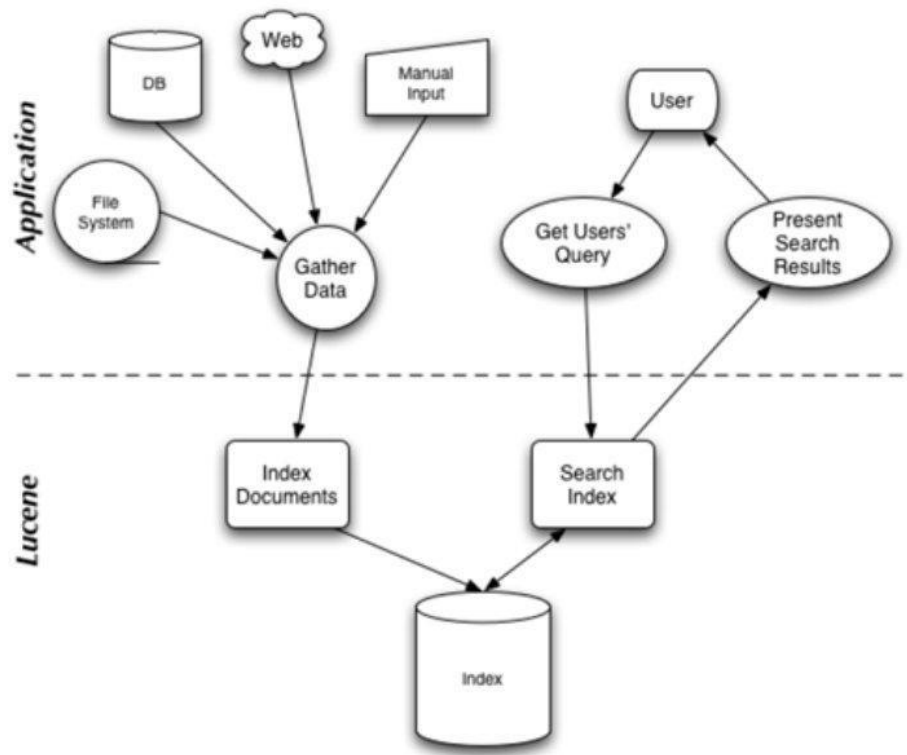 Application
Web
DB
Manual
Input
User
File
System
Gather
Data
Get Users'
Query
Present
Search
Results
Lucene
Index
Documents
Search
Index
Index